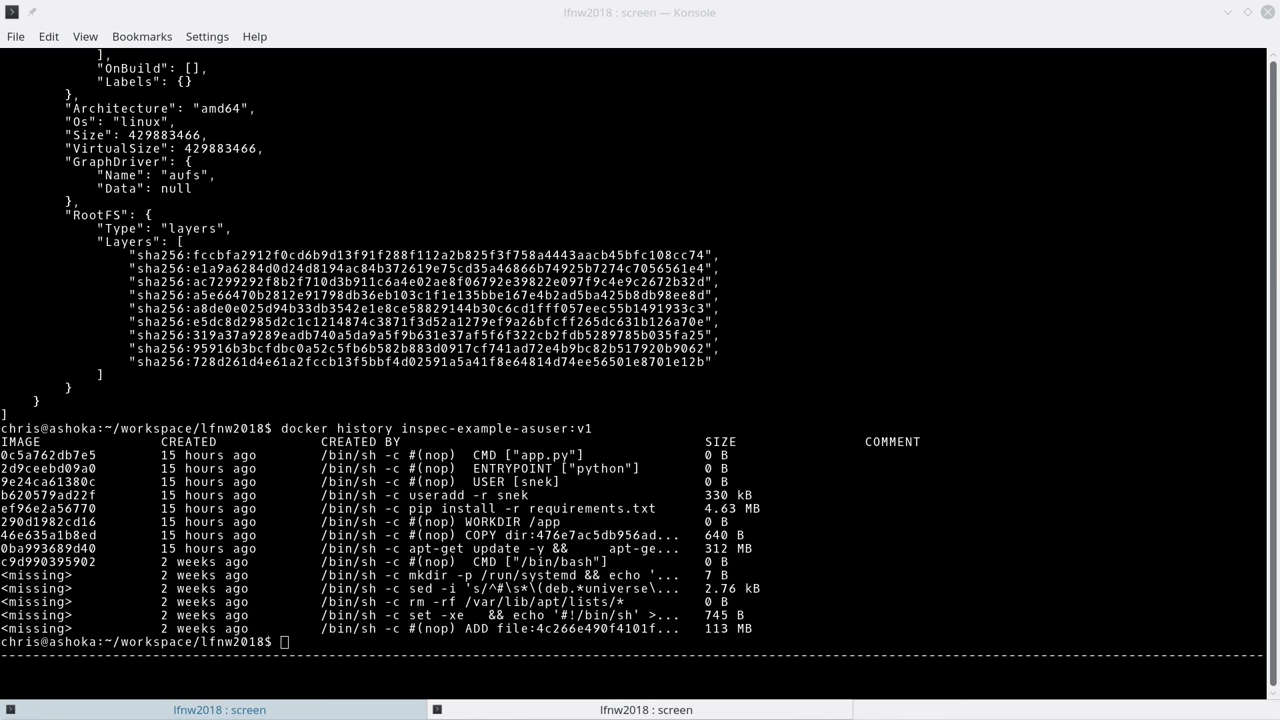 lfnw2018 : screen — Konsole
File Edit View Bookmarks Settings Help
],
"OnBuild": [],
"Labels": {}
},
"Architecture": "amd64",
"Os": "linux",
"Size": 429883466,
"VirtualSize": 429883466,
"GraphDriver": {
"Name": "aufs",
"Data": null
},
"RootFS": {
"Type": "layers",
"Layers": [
"sha256:fccbfa2912f0cd6b9d13f91f288f112a2b825f3f758a4443aacb45bfc108cc74",
"sha256:e1a9a6284d0d24d8194ac84b372619e75cd35a46866b74925b7274c7056561e4",
"sha256:ac7299292f8b2f710d3b911c6a4e02ae8f06792e39822e097f9c4e9c2672b32d",
"sha256:a5e66470b2812e91798db36eb103c1f1e135bbe167e4b2ad5ba425b8db98ee8d",
"sha256:a8de0e025d94b33db3542e1e8ce58829144b30c6cd1fff057eec55b1491933c3",
"sha256:e5dc8d2985d2c1c1214874c3871f3d52a1279ef9a26bfcff265dc631b126a70e",
"sha256:319a37a9289eadb740a5da9a5f9b631e37af5f6f322cb2fdb5289785b035fa25",
"sha256:95916b3bcfdbc0a52c5fb6b582b883d0917cf741ad72e4b9bc82b517920b9062",
"sha256:728d261d4e61a2fccb13f5bbf4d02591a5a41f8e64814d74ee56501e8701e12b"
]
}
}
]
chris@ashoka:~/workspace/lfnw2018$ docker history inspec-example-asuser:v1
IMAGE CREATED CREATED BY SIZE COMMENT
0c5a762db7e5 15 hours ago /bin/sh -c #(nop) CMD ["app.py"] 0 B
2d9ceebd09a0 15 hours ago /bin/sh -c #(nop) ENTRYPOINT ["python"] 0 B
9e24ca61380c 15 hours ago /bin/sh -c #(nop) USER [snek] 0 B
b620579ad22f 15 hours ago /bin/sh -c useradd -r snek 330 kB
ef96e2a56770 15 hours ago /bin/sh -c pip install -r requirements.txt 4.63 MB
290d1982cd16 15 hours ago /bin/sh -c #(nop) WORKDIR /app 0 B
46e635a1b8ed 15 hours ago /bin/sh -c #(nop) COPY dir:476e7ac5db956ad... 640 B
0ba993689d40 15 hours ago /bin/sh -c apt-get update -y && apt-ge... 312 MB
c9d990395902 2 weeks ago /bin/sh -c #(nop) CMD ["/bin/bash"] 0 B
<missing> 2 weeks ago /bin/sh -c mkdir -p /run/systemd && echo '... 7 B
<missing> 2 weeks ago /bin/sh -c sed -i 's/^#\s*\(deb.*universe\... 2.76 kB
<missing> 2 weeks ago /bin/sh -c rm -rf /var/lib/apt/lists/* 0 B
<missing> 2 weeks ago /bin/sh -c set -xe && echo '#!/bin/sh' >... 745 B
<missing> 2 weeks ago /bin/sh -c #(nop) ADD file:4c266e490f4101f... 113 MB
chris@ashoka:~/workspace/lfnw2018$
lfnw2018 : screen lfnw2018 : screen